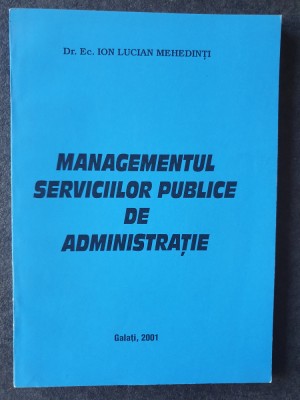 Dr. Ec. ION LUCIAN MEHEDINȚI
MANAGEMENTUL
SERVICIILOR PUBLICE
DE
ADMINISTRAȚIE
Galați, 2001